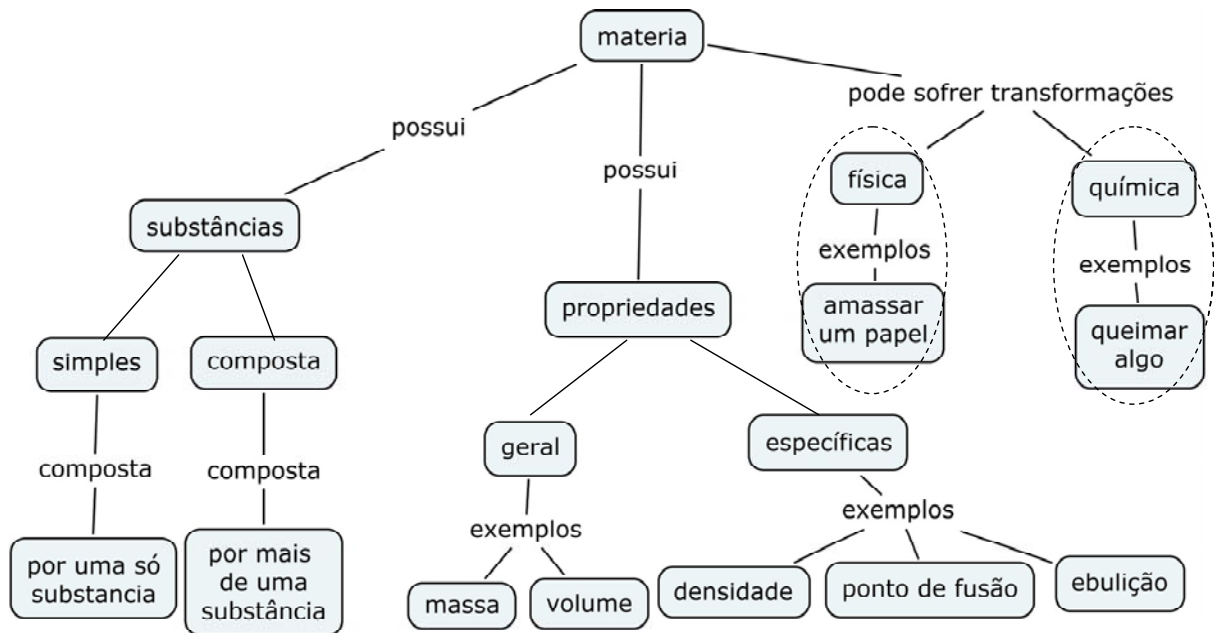 materia
pode sofrer transformações
possui
possui
física
química
substâncias
exemplos
exemplos
propriedades
amassar
um papel
queimar
algo
simples
composta
geral
específicas
composta
composta
exemplos
exemplos
por uma só
substancia
por mais
de uma
substância
massa
volume
densidade
ponto de fusão
ebulição